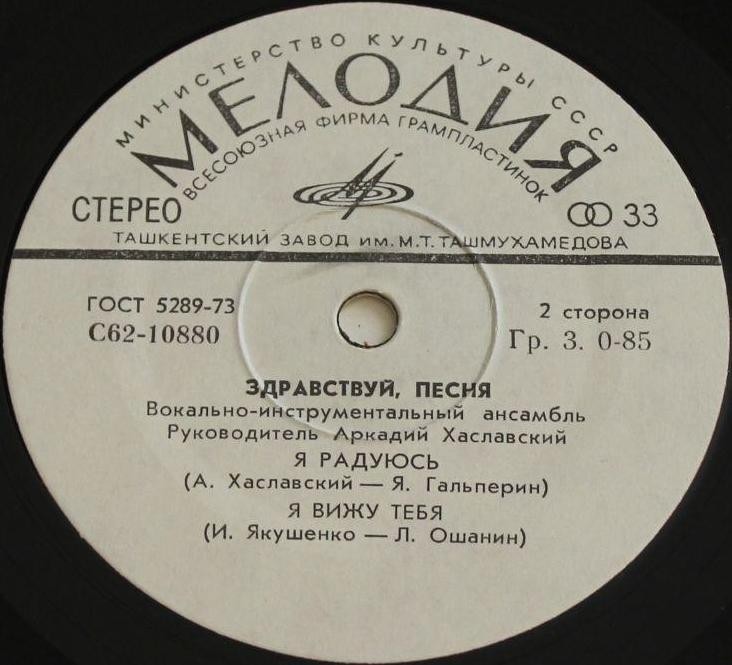 МИНИСТЕРСТВО КУЛЬТУРЫ СССР
МЕЛОДИЯ
ВСЕСОЮЗНАЯ ФИРМА ГРАМПЛАСТИНОК
СТЕРЕО 33
ТАШКЕНТСКИЙ ЗАВОД ИМ. М.Т. ТАШМУХАМЕДОВА
ГОСТ 5289-73
С62-10880
2 сторона
Гр. 3. 0-85
ЗДРАВСТВУЙ, ПЕСНЯ
Вокально-инструментальный ансамбль
Руководитель Аркадий Хаславский
Я РАДУЮСЬ
(А. Хаславский — Я. Гальперин)
Я ВИЖУ ТЕБЯ
(И. Якушенко — Л. Ошанин)